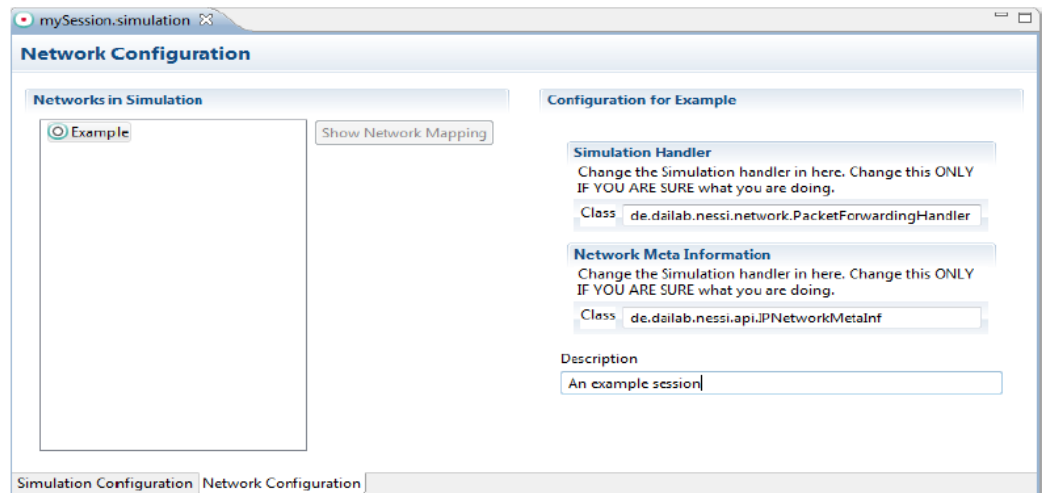 mySession.simulation
Network Configuration
Networks in Simulation
Example
Show Network Mapping
Configuration for Example
Simulation Handler
Change the Simulation handler in here. Change this ONLY
IF YOU ARE SURE what you are doing.
Class de.dailab.nessi.network.PacketForwardingHandler
Network Meta Information
Change the Simulation handler in here. Change this ONLY
IF YOU ARE SURE what you are doing.
Class de.dailab.nessi.api.IPNetworkMetaInf
Description
An example session
Simulation Configuration Network Configuration